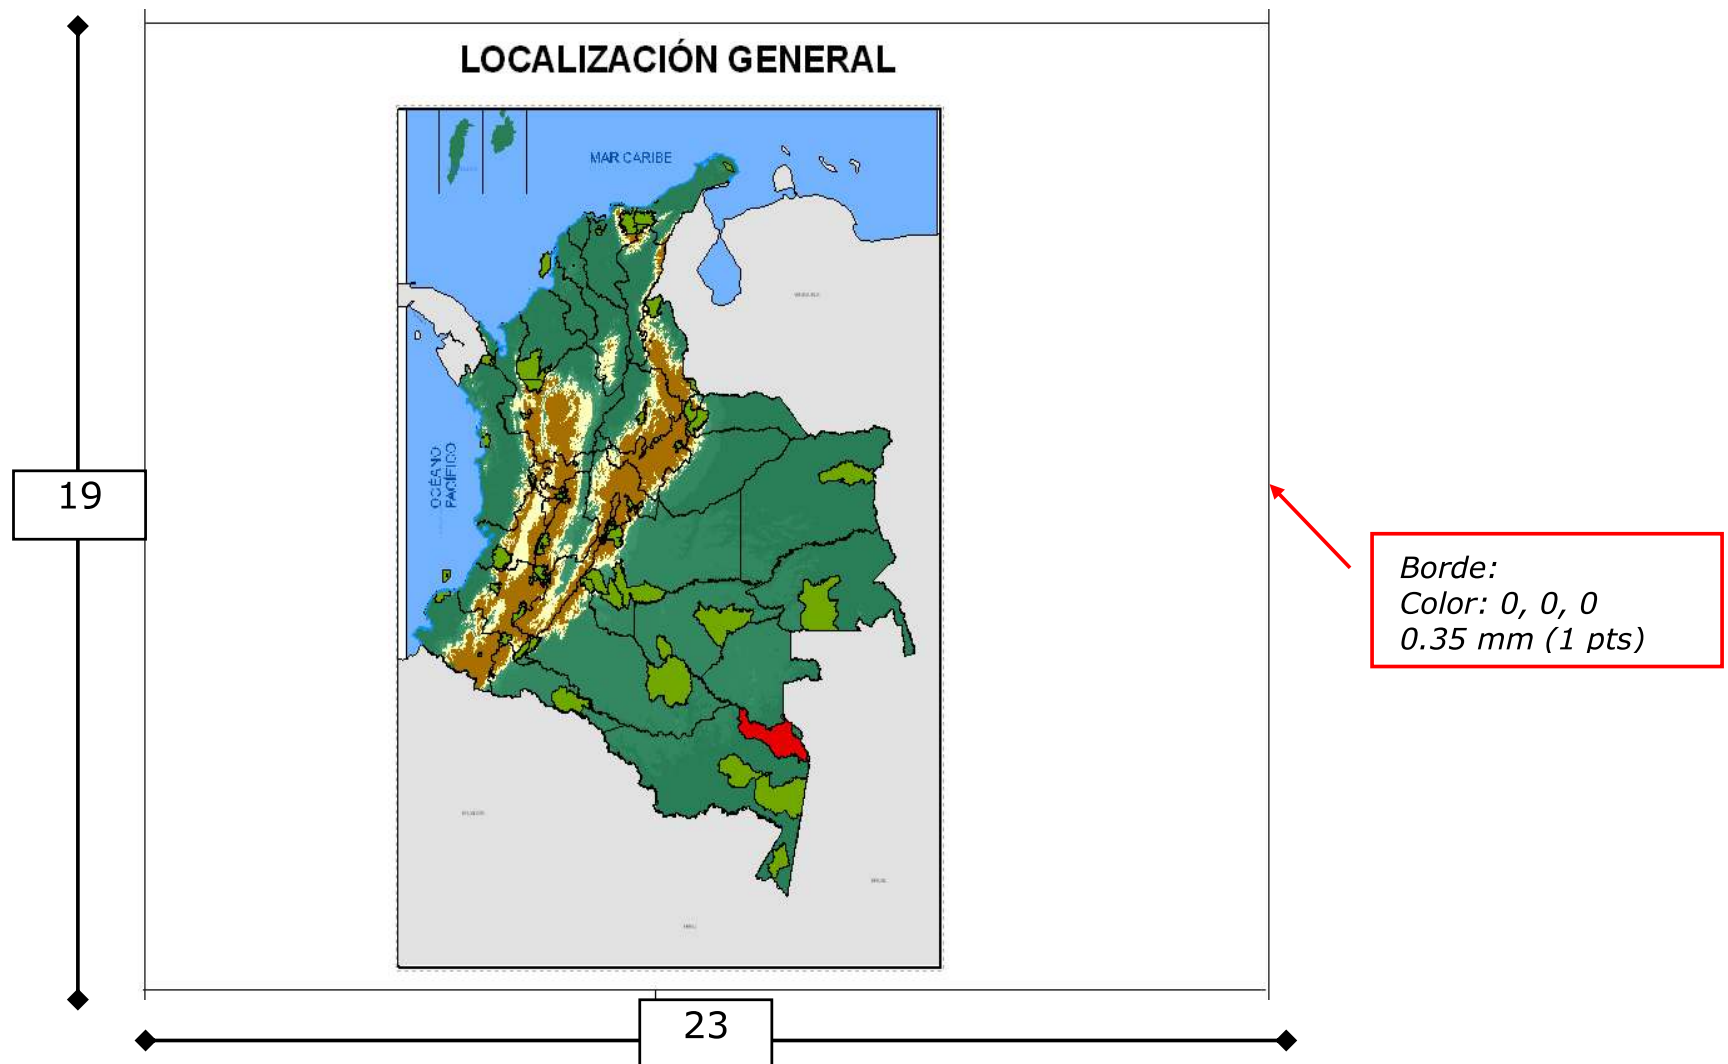 LOCALIZACIÓN GENERAL
MAR CARIBE
OCÉANO
PACÍFICO
19
Borde:
Color: 0, 0, 0
0.35 mm (1 pts)
23